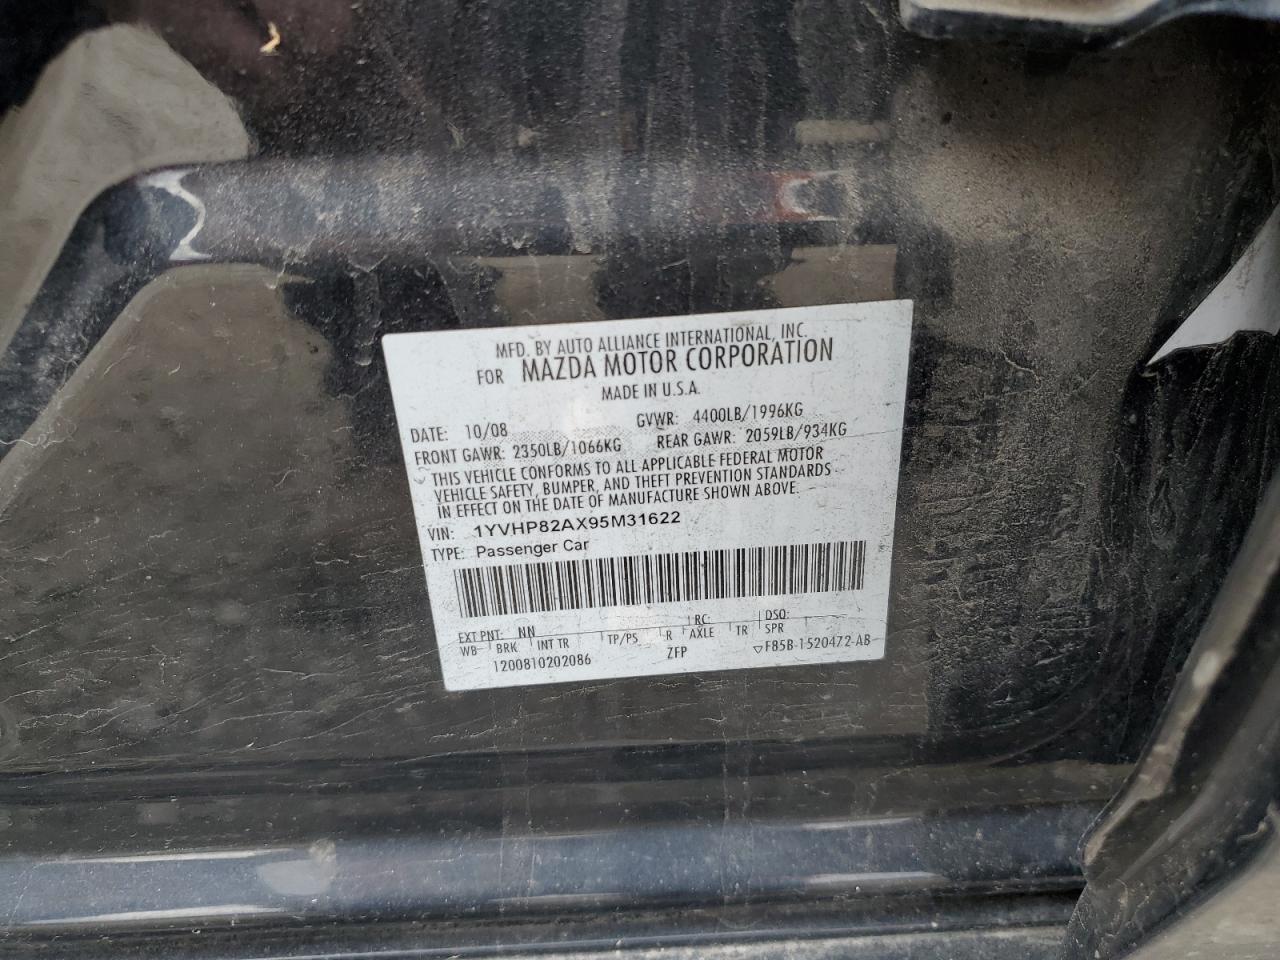 MFD. BY AUTO ALLIANCE INTERNATIONAL, INC.
FOR MAZDA MOTOR CORPORATION
MADE IN U.S.A.
DATE: 10/08 GVWR: 4400LB/1996KG
FRONT GAWR: 2350LB/1066KG REAR GAWR: 2059LB/934KG
THIS VEHICLE CONFORMS TO ALL APPLICABLE FEDERAL MOTOR
VEHICLE SAFETY, BUMPER, AND THEFT PREVENTION STANDARDS
IN EFFECT ON THE DATE OF MANUFACTURE SHOWN ABOVE.
VIN: 1YVHP82AX95M31622
TYPE: Passenger Car
EXT PNT: NN RC: DSO:
WB BRK INT TR TP/PS R AXLE TR SPR
1200810202086 ZFP ▽F85B-1520472-AB